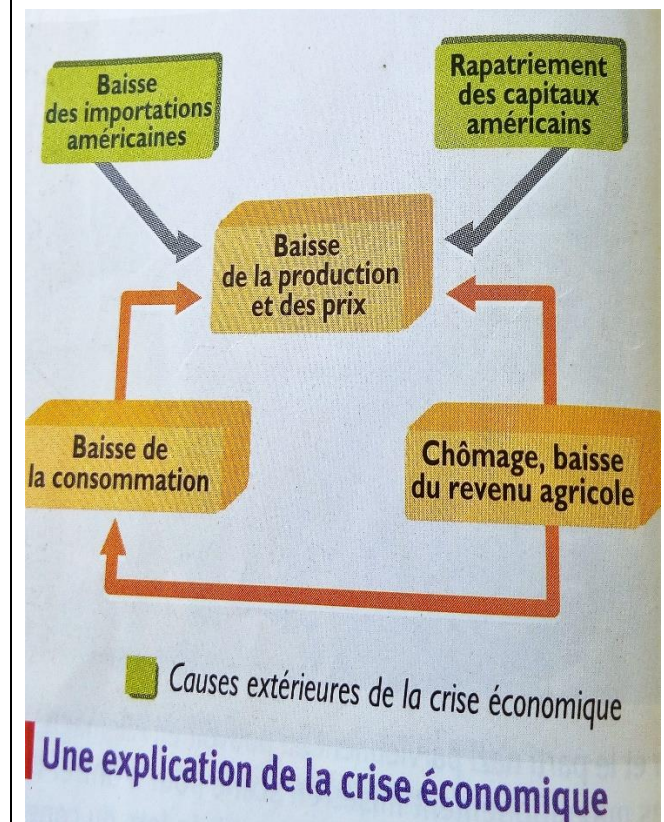 Baisse
des importations
américaines
Rapatriement
des capitaux
américains
Baisse
de la production
et des prix
Baisse de
la consommation
Chômage, baisse
du revenu agricole
Causes extérieures de la crise économique
Une explication de la crise économique